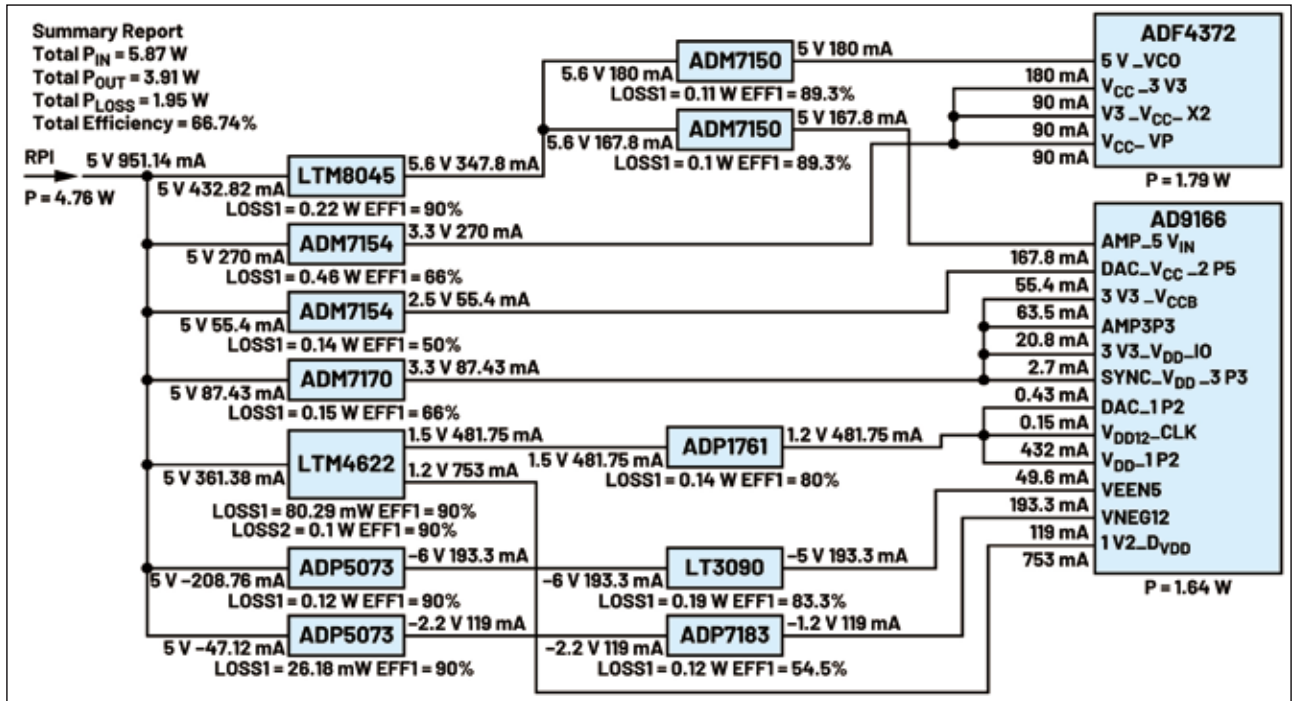 Summary Report
Total PIN = 5.87 W
Total POUT = 3.91 W
Total PLOSS = 1.95 W
Total Efficiency = 66.74%
RPI
P = 4.76 W
5 V 951.14 mA
5 V 432.82 mA
LTM8045
5.6 V 347.8 mA
LOSS1 = 0.22 W EFF1 = 90%
5.6 V 180 mA
ADM7150
5 V 180 mA
LOSS1 = 0.11 W EFF1 = 89.3%
5.6 V 167.8 mA
ADM7150
5 V 167.8 mA
LOSS1 = 0.1 W EFF1 = 89.3%
5 V 270 mA
ADM7154
3.3 V 270 mA
LOSS1 = 0.46 W EFF1 = 66%
5 V 55.4 mA
ADM7154
2.5 V 55.4 mA
LOSS1 = 0.14 W EFF1 = 50%
5 V 87.43 mA
ADM7170
3.3 V 87.43 mA
LOSS1 = 0.15 W EFF1 = 66%
5 V 361.38 mA
LTM4622
1.5 V 481.75 mA
1.2 V 753 mA
LOSS1 = 80.29 mW EFF1 = 90%
LOSS2 = 0.1 W EFF1 = 90%
1.5 V 481.75 mA
ADP1761
1.2 V 481.75 mA
LOSS1 = 0.14 W EFF1 = 80%
5 V -208.76 mA
ADP5073
-6 V 193.3 mA
LOSS1 = 0.12 W EFF1 = 90%
-6 V 193.3 mA
LT3090
-5 V 193.3 mA
LOSS1 = 0.19 W EFF1 = 83.3%
5 V -47.12 mA
ADP5073
-2.2 V 119 mA
LOSS1 = 26.18 mW EFF1 = 90%
-2.2 V 119 mA
ADP7183
-1.2 V 119 mA
LOSS1 = 0.12 W EFF1 = 54.5%
ADF4372
5 V_VCO
180 mA
VCC_3 V3
90 mA
V3_VCC_X2
90 mA
VCC_VP
90 mA
P = 1.79 W
AD9166
AMP_5 VIN
167.8 mA
DAC_VCC_2 P5
55.4 mA
3 V3_VCCB
63.5 mA
AMP3P3
20.8 mA
3 V3_VDD_IO
2.7 mA
SYNC_VDD_3 P3
0.43 mA
DAC_1 P2
0.15 mA
VDD12_CLK
432 mA
VDD_1 P2
49.6 mA
VEEN5
193.3 mA
VNEG12
119 mA
1 V2_DVDD
753 mA
P = 1.64 W